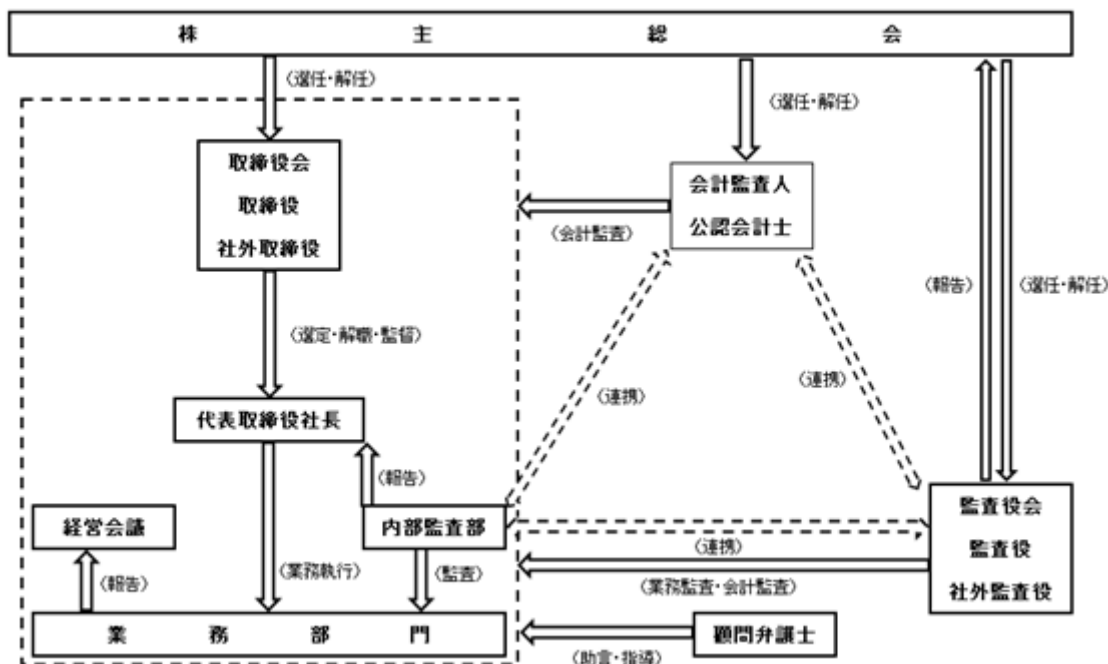 株主総会
〈選任・解任〉
〈選任・解任〉
取締役会
取締役
社外取締役
会計監査人
公認会計士
〈会計監査〉
〈報告〉
〈選任・解任〉
〈選定・解職・監督〉
〈連携〉
〈連携〉
代表取締役社長
〈報告〉
経営会議
内部監査部
監査役会
監査役
社外監査役
〈連携〉
〈報告〉
〈業務執行〉
〈監査〉
〈業務監査・会計監査〉
業務部門
顧問弁護士
〈助言・指導〉